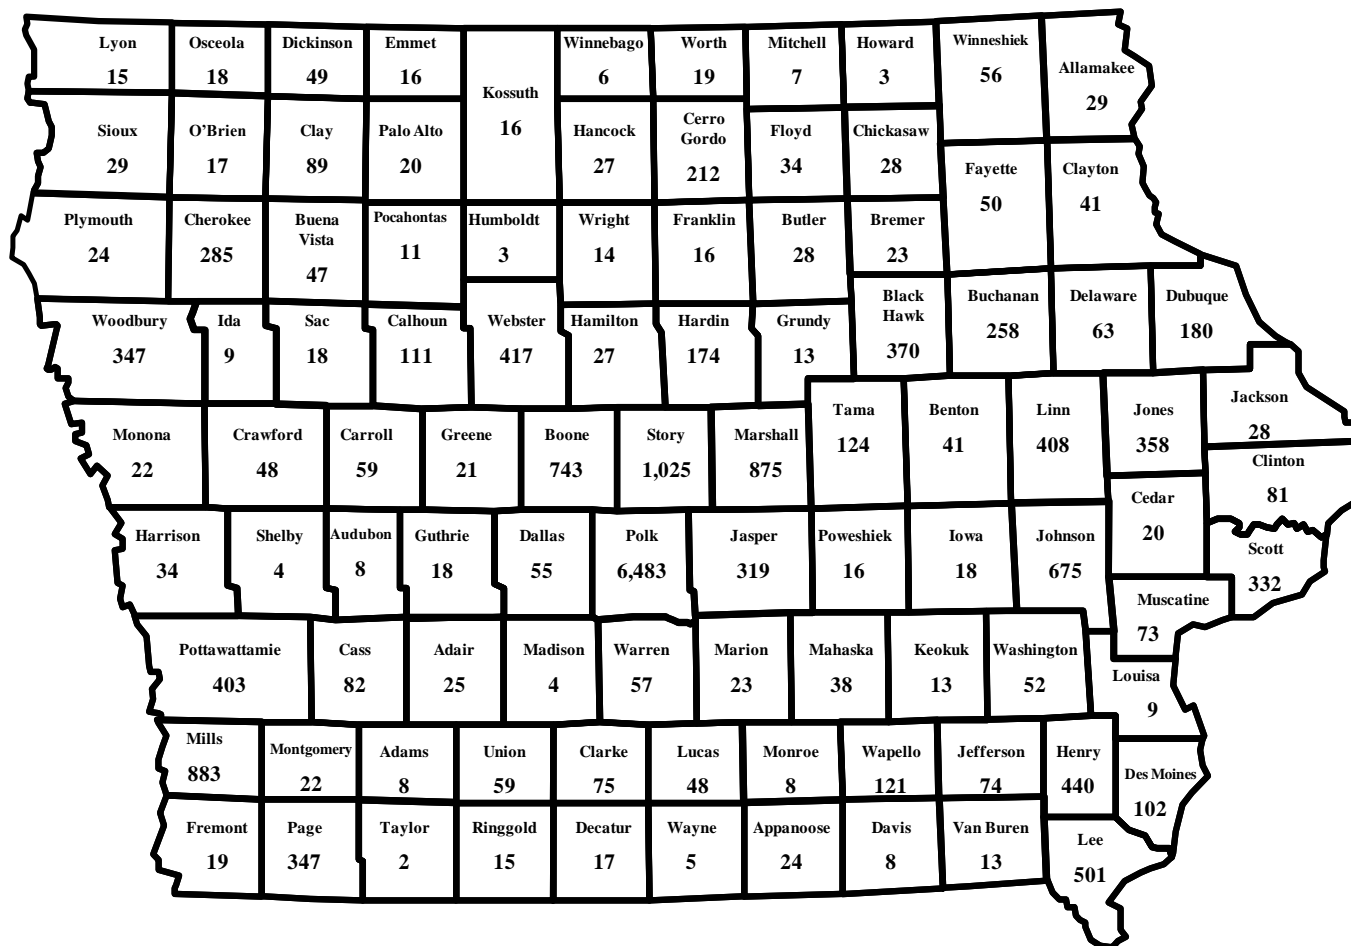 Lyon
15
Osceola
18
Dickinson
49
Emmet
16
Kossuth
16
Winnebago
6
Worth
19
Mitchell
7
Howard
3
Winneshiek
56
Allamakee
29
Sioux
29
O’Brien
17
Clay
89
Palo Alto
20
Hancock
27
Cerro
Gordo
212
Floyd
34
Chickasaw
28
Fayette
50
Clayton
41
Plymouth
24
Cherokee
285
Buena
Vista
47
Pocahontas
11
Humboldt
3
Wright
14
Franklin
16
Butler
28
Bremer
23
Woodbury
347
Ida
9
Sac
18
Calhoun
111
Webster
417
Hamilton
27
Hardin
174
Grundy
13
Black
Hawk
370
Buchanan
258
Delaware
63
Dubuque
180
Monona
22
Crawford
48
Carroll
59
Greene
21
Boone
743
Story
1,025
Marshall
875
Tama
124
Benton
41
Linn
408
Jones
358
Jackson
28
Clinton
81
Harrison
34
Shelby
4
Audubon
8
Guthrie
18
Dallas
55
Polk
6,483
Jasper
319
Poweshiek
16
Iowa
18
Johnson
675
Cedar
20
Scott
332
Muscatine
73
Pottawattamie
403
Cass
82
Adair
25
Madison
4
Warren
57
Marion
23
Mahaska
38
Keokuk
13
Washington
52
Louisa
9
Mills
883
Montgomery
22
Adams
8
Union
59
Clarke
75
Lucas
48
Monroe
8
Wapello
121
Jefferson
74
Henry
440
Des Moines
102
Fremont
19
Page
347
Taylor
2
Ringgold
15
Decatur
17
Wayne
5
Appanoose
24
Davis
8
Van Buren
13
Lee
501